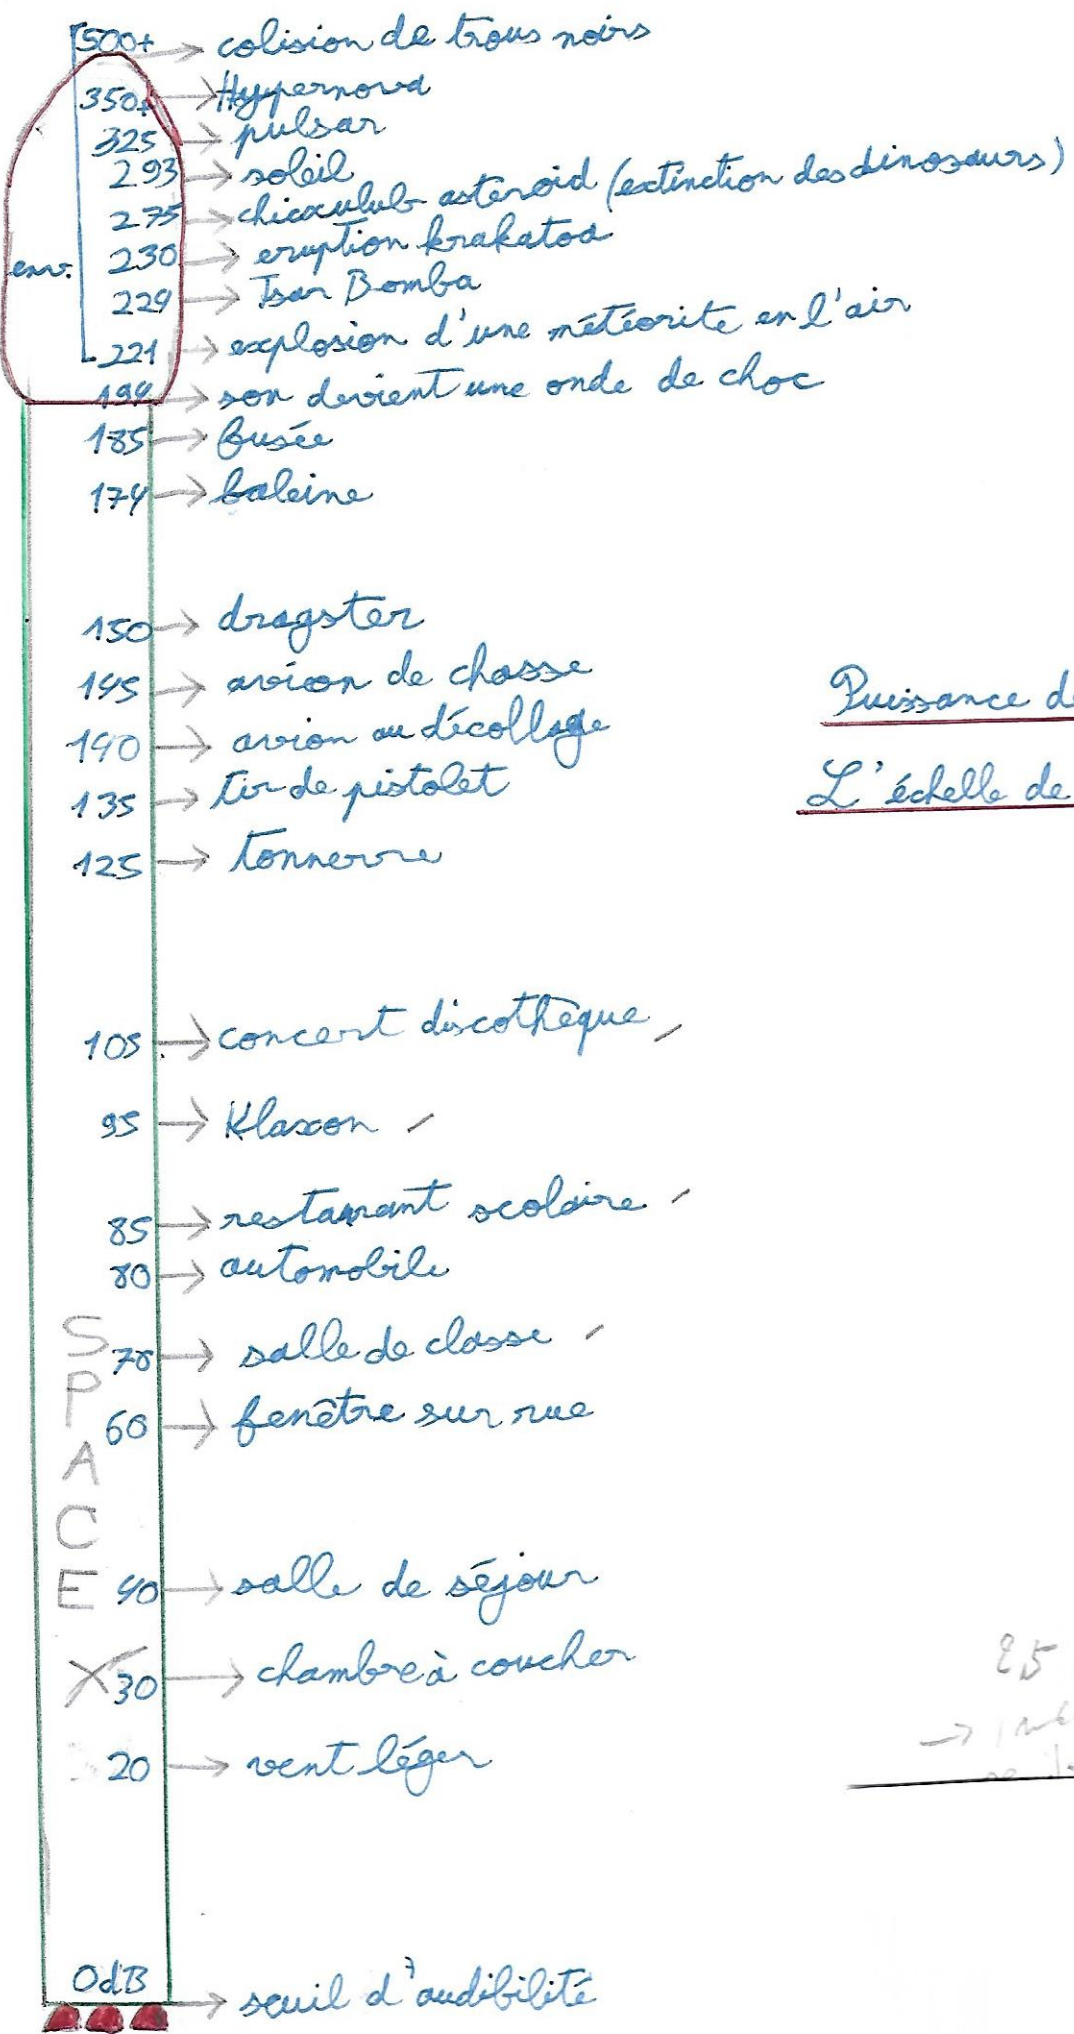 500+ → colision de trous noirs
350+ → Hypernova
325 → pulsar
293 → soleil
275 → chicxulub asteroid (extinction des dinosaurs)
230 → eruption krakatoa
env.
224 → Tsar Bomba
221 → explosion d'une météorite en l'air
194 → son devient une onde de choc
185 → fusée
174 → baleine
150 → dragster
145 → avion de chasse
Puissance de
140 → avion au décollage
135 → tir de pistolet
L'échelle de
125 → tonnerre
105 → concert discothèque
95 → Klaxon
85 → restaurant scolaire
80 → automobile
70 → salle de classe
60 → fenêtre sur rue
SPACE X
40 → salle de séjour
30 → chambre à coucher
25
20 → vent léger
0dB → seuil d'audibilité